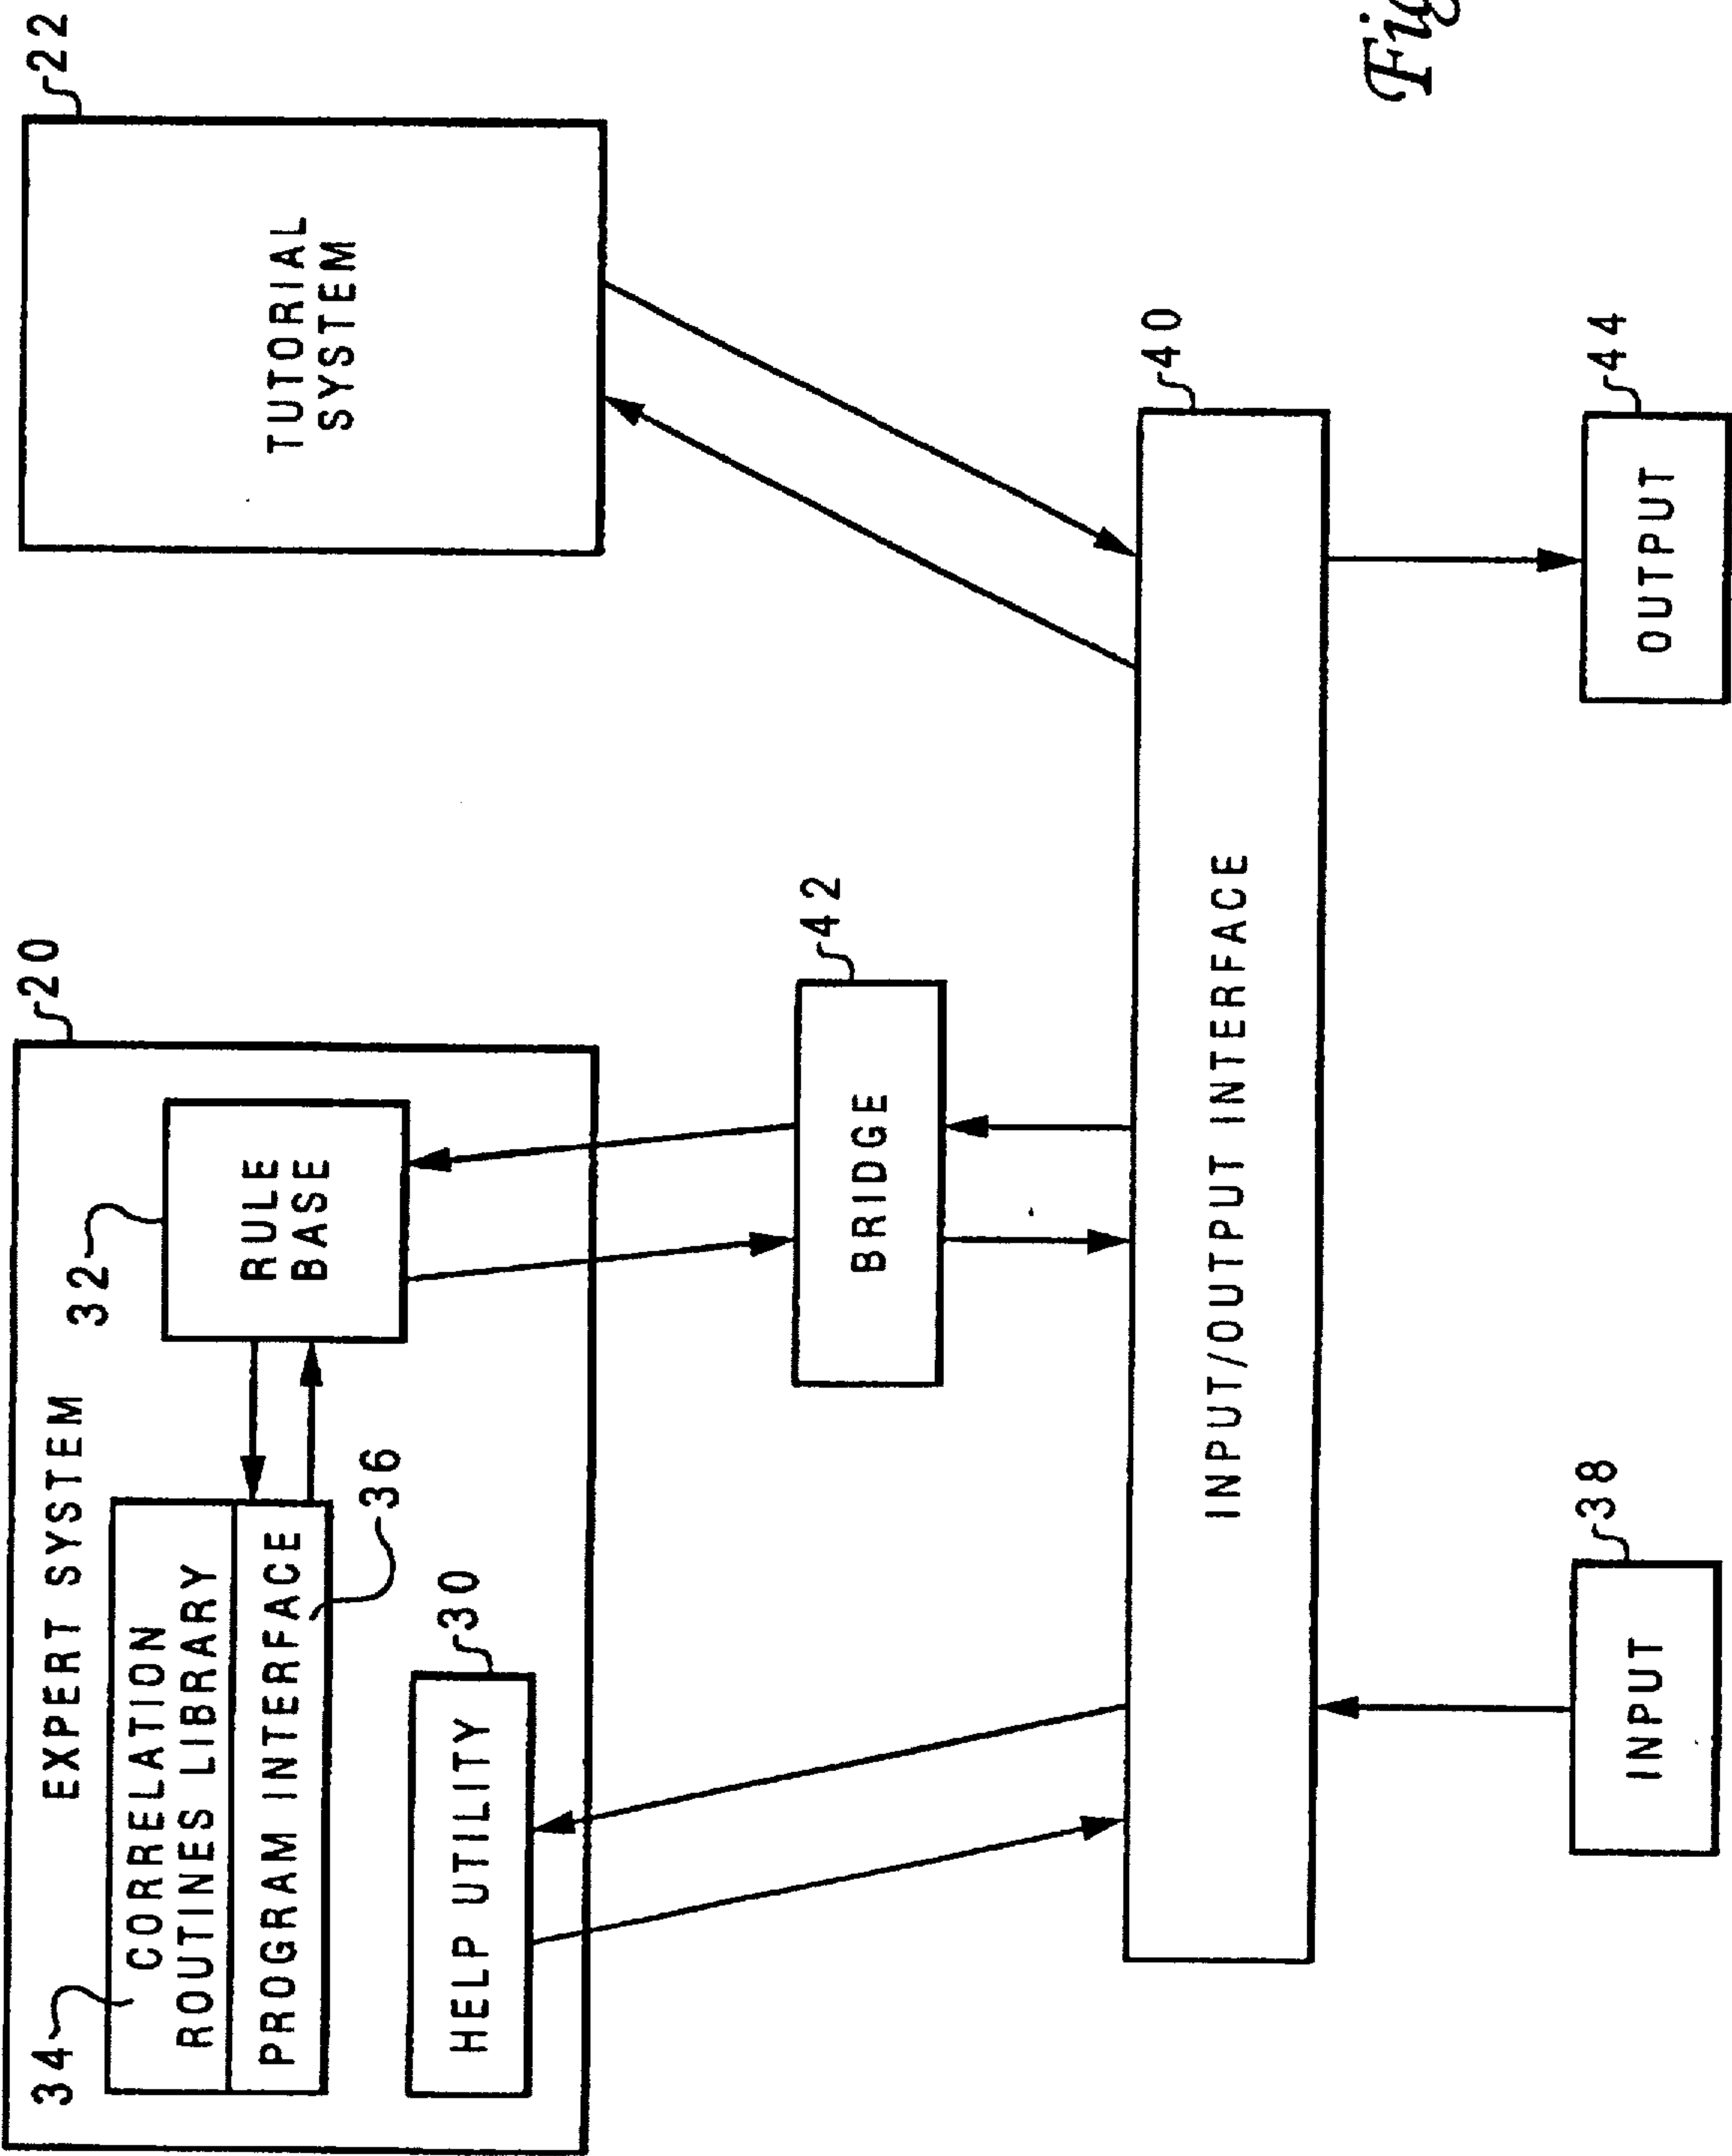 20
22
EXPERT SYSTEM
34
CORRELATION
ROUTINES LIBRARY
PROGRAM INTERFACE
36
32
RULE
BASE
HELP UTILITY
30
TUTORIAL
SYSTEM
BRIDGE
42
INPUT/OUTPUT INTERFACE
40
INPUT
38
OUTPUT
44
Fig